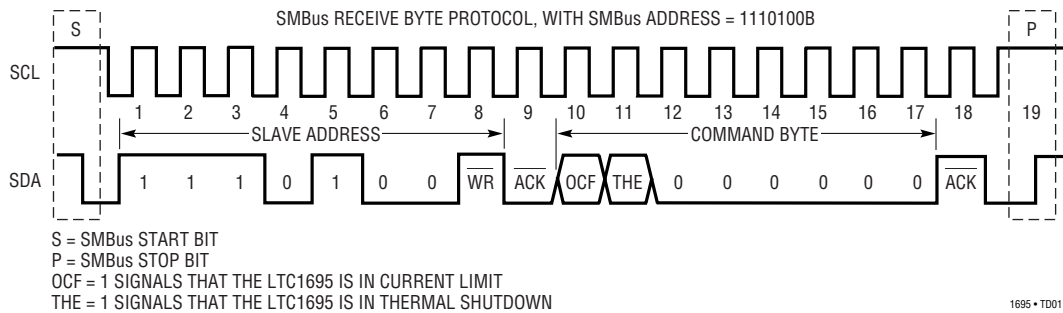 SMBus RECEIVE BYTE PROTOCOL, WITH SMBus ADDRESS = 1110100B
S P
SCL
1 2 3 4 5 6 7 8 9 10 11 12 13 14 15 16 17 18 19
SLAVE ADDRESS COMMAND BYTE
SDA 1 1 1 0 1 0 0 WR ACK OCF THE 0 0 0 0 0 0 ACK
S = SMBus START BIT
P = SMBus STOP BIT
OCF = 1 SIGNALS THAT THE LTC1695 IS IN CURRENT LIMIT
THE = 1 SIGNALS THAT THE LTC1695 IS IN THERMAL SHUTDOWN
1695 • TD01